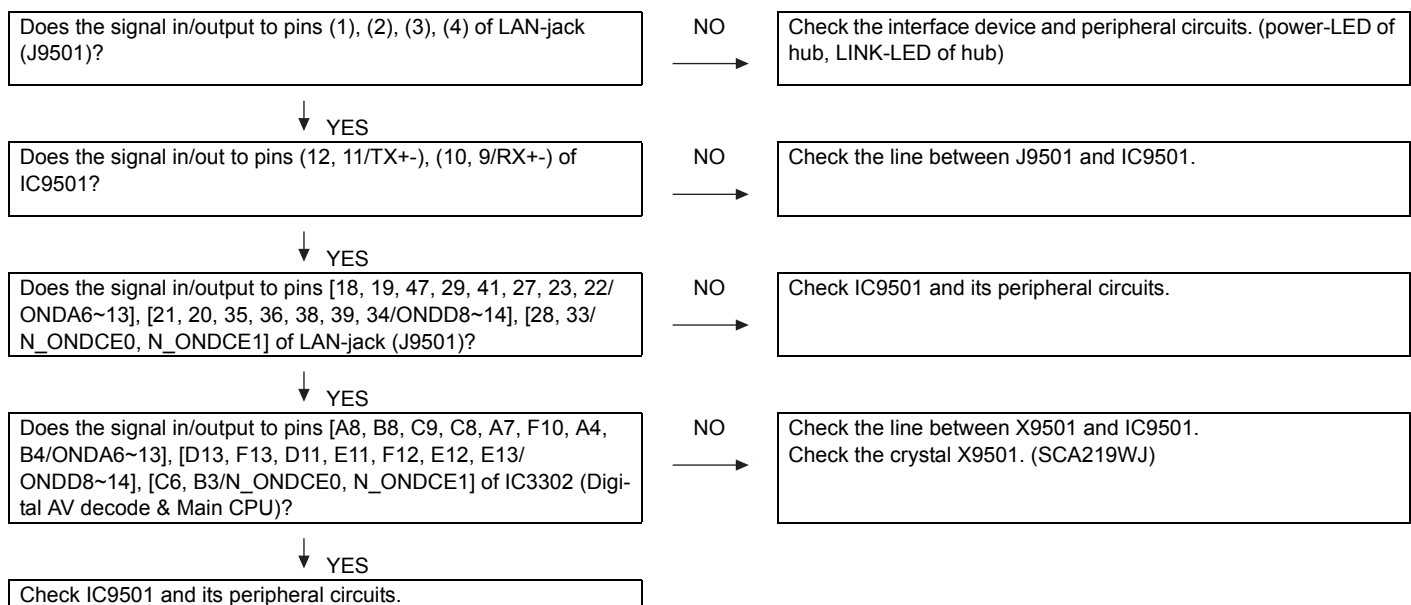 Does the signal in/output to pins (1), (2), (3), (4) of LAN-jack
(J9501)?
NO
Check the interface device and peripheral circuits. (power-LED of
hub, LINK-LED of hub)
YES
Does the signal in/out to pins (12, 11/TX+-), (10, 9/RX+-) of
IC9501?
NO
Check the line between J9501 and IC9501.
YES
Does the signal in/output to pins [18, 19, 47, 29, 41, 27, 23, 22/
ONDA6~13], [21, 20, 35, 36, 38, 39, 34/ONDD8~14], [28, 33/
N_ONDCE0, N_ONDCE1] of LAN-jack (J9501)?
NO
Check IC9501 and its peripheral circuits.
YES
Does the signal in/output to pins [A8, B8, C9, C8, A7, F10, A4,
B4/ONDA6~13], [D13, F13, D11, E11, F12, E12, E13/
ONDD8~14], [C6, B3/N_ONDCE0, N_ONDCE1] of IC3302 (Digi-
tal AV decode & Main CPU)?
NO
Check the line between X9501 and IC9501.
Check the crystal X9501. (SCA219WJ)
YES
Check IC9501 and its peripheral circuits.